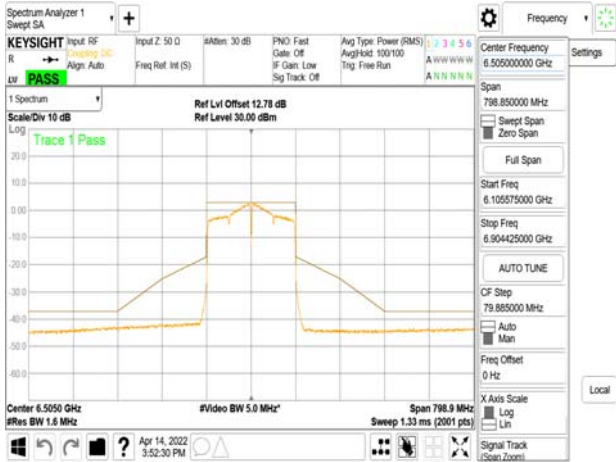 Spectrum Analyzer 1
Swept SA
Frequency
KEYSIGHT
Input: RF
Coupling: DC
Align: Auto
Input Z: 50 Ω
Freq Ref: Int (S)
#Atten: 30 dB
PNO: Fast
Gate: Off
IF Gain: Low
Sig Track: Off
Avg Type: Power (RMS)
Avg|Hold: 100/100
Trig: Free Run
1 2 3 4 5 6
A W W W W W
A N N N N N
R
LVI
PASS
1 Spectrum
Scale/Div 10 dB
Ref Lvl Offset 12.78 dB
Ref Level 30.00 dBm
Log
Trace 1 Pass
20.0
10.0
0.00
-10.0
-20.0
-30.0
-40.0
-50.0
-60.0
Center 6.5050 GHz
#Res BW 1.6 MHz
#Video BW 5.0 MHz*
Span 798.9 MHz
Sweep 1.33 ms (2001 pts)
Apr 14, 2022
3:52:30 PM
Center Frequency
6.505000000 GHz
Settings
Span
798.850000 MHz
Swept Span
Zero Span
Full Span
Start Freq
6.105575000 GHz
Stop Freq
6.904425000 GHz
AUTO TUNE
CF Step
79.885000 MHz
Auto
Man
Freq Offset
0 Hz
X Axis Scale
Log
Lin
Local
Signal Track
(Span Zoom)